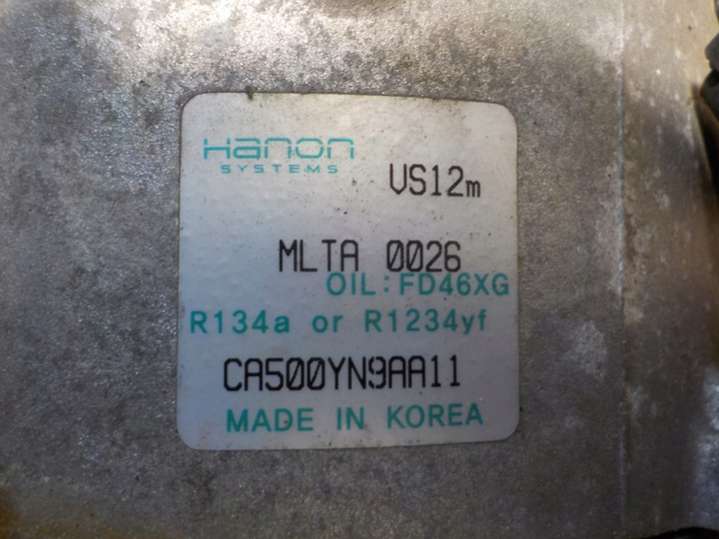 Hanon
SYSTEMS
VS12m
MLTA 0026
OIL:FD46XG
R134a or R1234yf
CA500YN9AA11
MADE IN KOREA